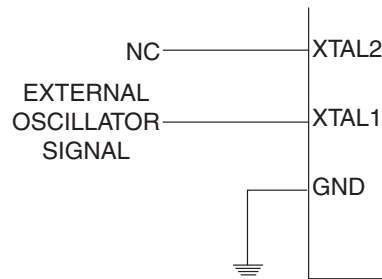 NC
XTAL2
EXTERNAL
OSCILLATOR
SIGNAL
XTAL1
GND